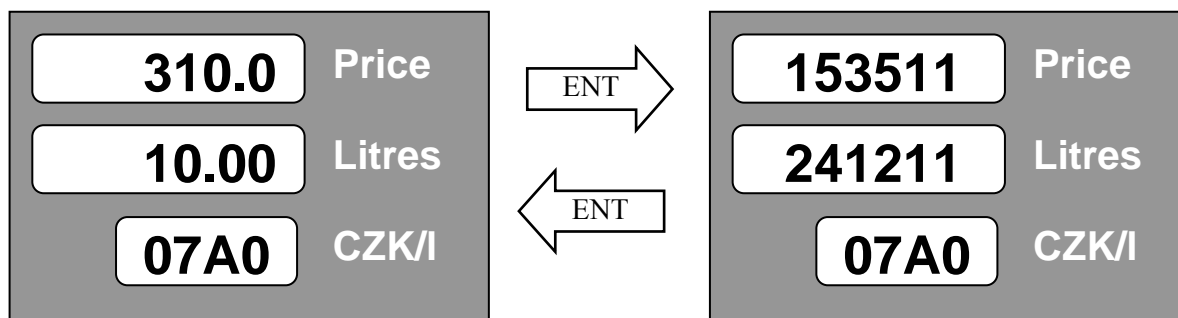 310.0 Price
10.00 Litres
07A0 CZK/l
ENT
ENT
153511 Price
241211 Litres
07A0 CZK/l